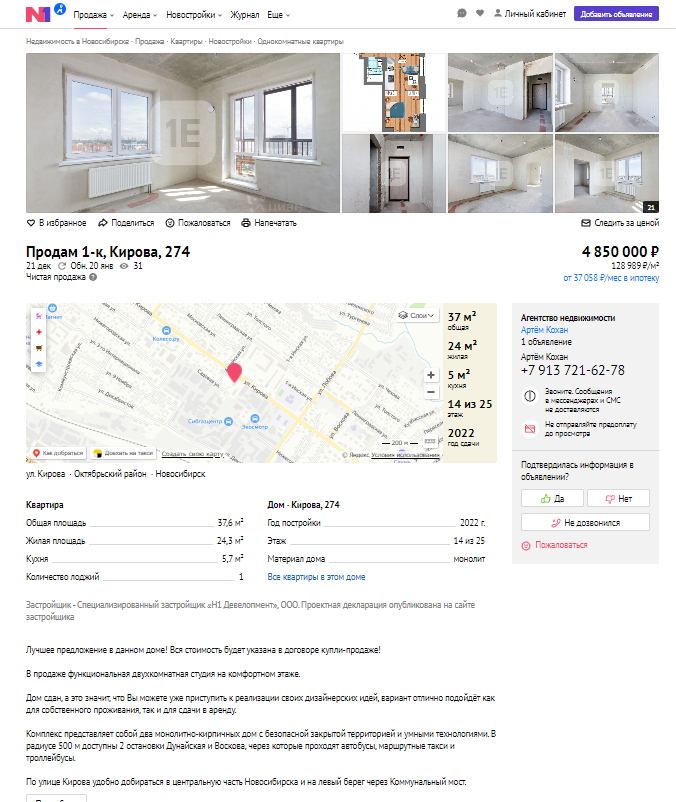 N1 Продажа Аренда Новостройки Журнал Еще Личный кабинет Добавить объявление
Недвижимость в Новосибирске · Продажа · Квартиры · Новостройки · Однокомнатные квартиры
1E
21
В избранное Поделиться Пожаловаться Напечатать Следить за ценой
Продам 1-к, Кирова, 274 4 850 000 ₽
21 дек Обн. 20 янв 31 128 989 ₽/м²
Чистая продажа от 37 058 ₽/мес в ипотеку
Слои
Колесо.ру
ул. Кирова
Сибгазцентр
Экосмотр
200 м
Как добраться Доехать на такси Создать свою карту © Яндекс Условия использования
37 м²
общая
24 м²
жилая
5 м²
кухня
14 из 25
этаж
2022
год сдачи
Агентство недвижимости
Артём Кохан
1 объявление
Артём Кохан
+7 913 721-62-78
Звоните. Сообщения
в мессенджерах и СМС
не доставляются
Не отправляйте предоплату
до просмотра
Подтвердилась информация в
объявлении?
Да Нет
Не дозвонился
Пожаловаться
ул. Кирова · Октябрьский район · Новосибирск
Квартира
Общая площадь 37,6 м²
Жилая площадь 24,3 м²
Кухня 5,7 м²
Количество лоджий 1
Дом · Кирова, 274
Год постройки 2022 г.
Этаж 14 из 25
Материал дома монолит
Все квартиры в этом доме
Застройщик - Специализированный застройщик «Н1 Девелопмент», ООО. Проектная декларация опубликована на сайте
застройщика
Лучшее предложение в данном доме! Вся стоимость будет указана в договоре купли-продаже!
В продаже функциональная двухкомнатная студия на комфортном этаже.
Дом сдан, а это значит, что Вы можете уже приступить к реализации своих дизайнерских идей, вариант отлично подойдёт как
для собственного проживания, так и для сдачи в аренду.
Комплекс представляет собой два монолитно-кирпичных дом с безопасной закрытой территорией и умными технологиями. В
радиусе 500 м доступны 2 остановки Дунайская и Воскова, через которые проходят автобусы, маршрутные такси и
троллейбусы.
По улице Кирова удобно добираться в центральную часть Новосибирска и на левый берег через Коммунальный мост.